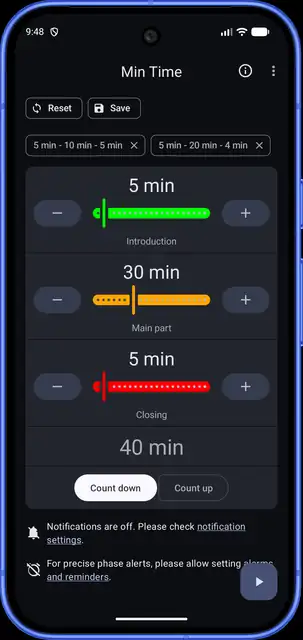 9:48
Min Time
Reset
Save
5 min - 10 min - 5 min
5 min - 20 min - 4 min
5 min
Introduction
30 min
Main part
5 min
Closing
40 min
Count down
Count up
Notifications are off. Please check notification
settings.
For precise phase alerts, please allow setting alarms
and reminders.